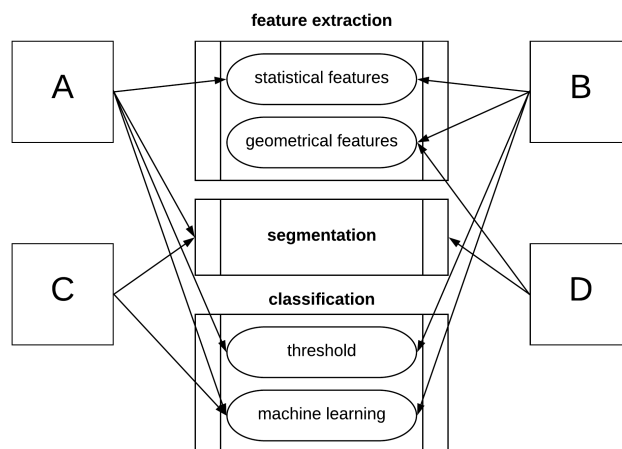 feature extraction
A
statistical features
B
geometrical features
segmentation
C
D
classification
threshold
machine learning